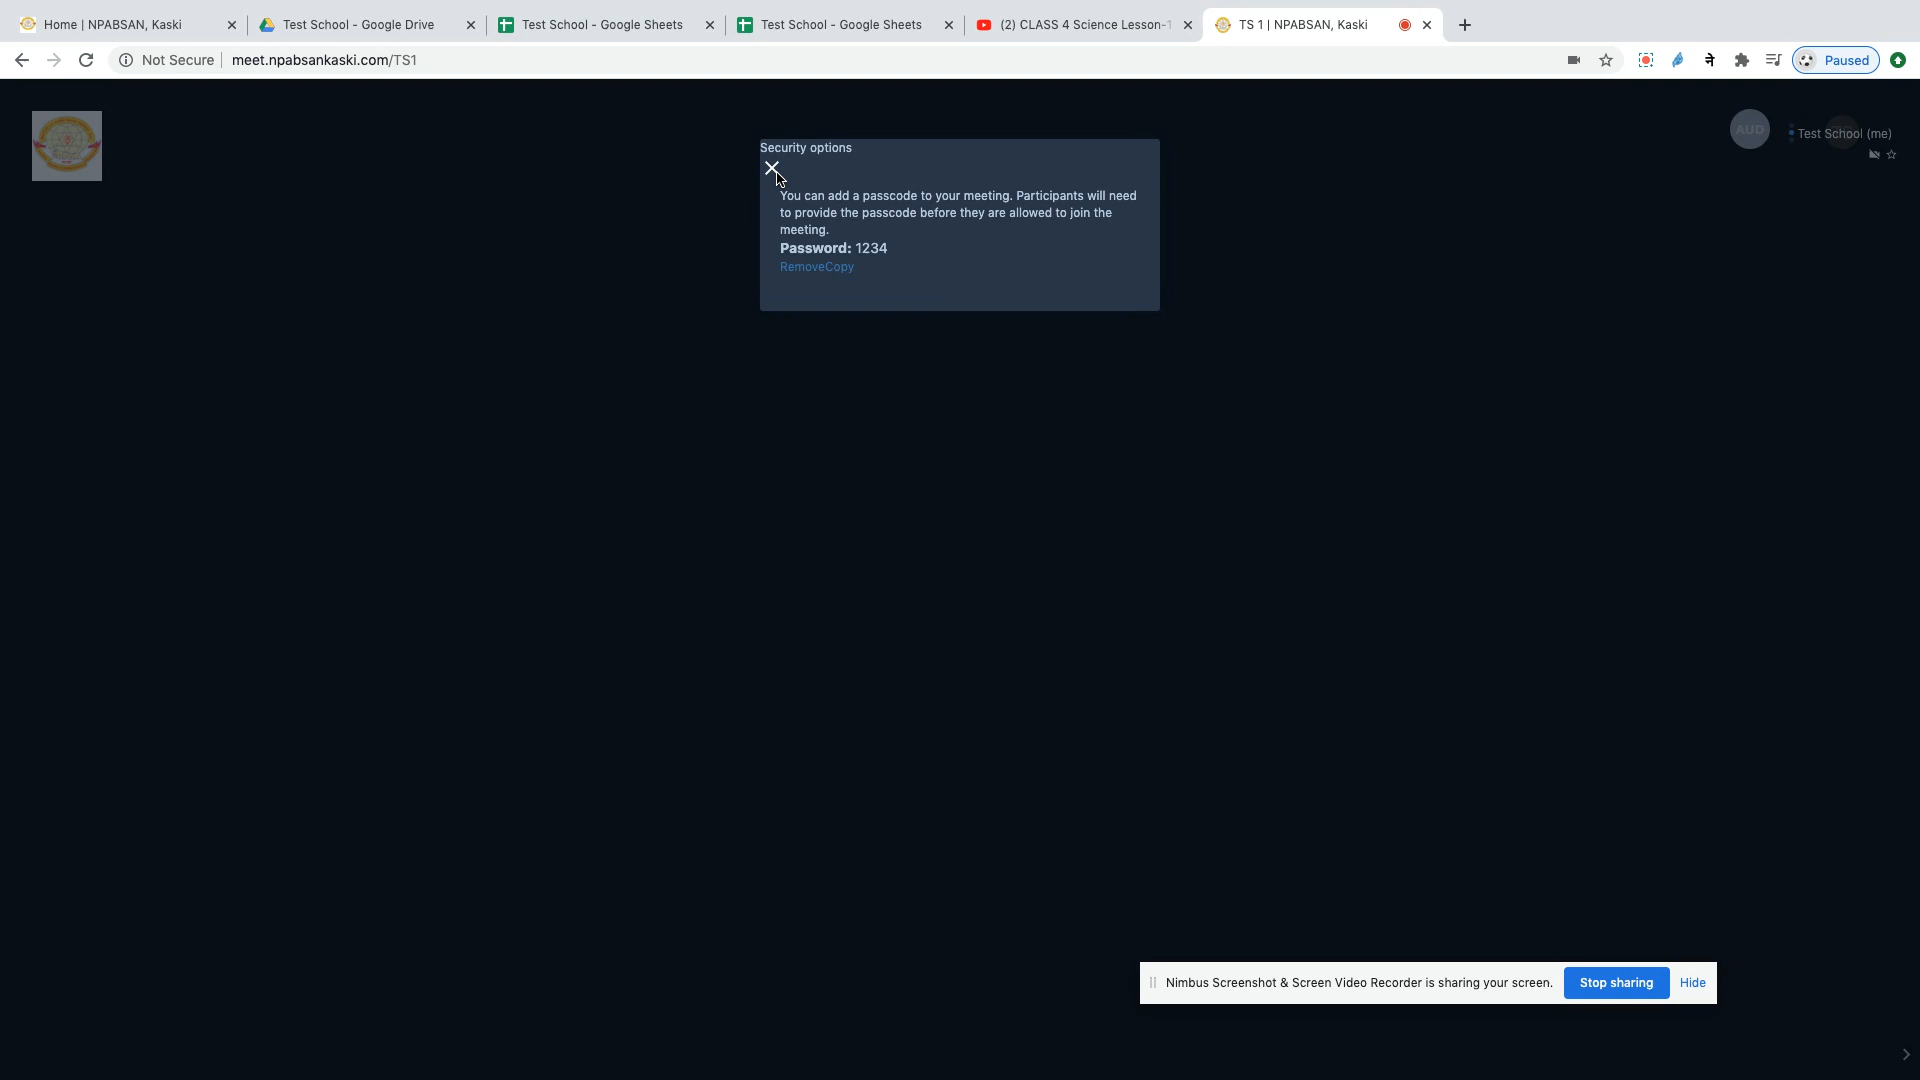 Home | NPABSAN, Kaski
Test School - Google Drive
Test School - Google Sheets
Test School - Google Sheets
(2) CLASS 4 Science Lesson-1
TS 1 | NPABSAN, Kaski
Not Secure
meet.npabsankaski.com/TS1
ने
Paused
AUD
Test School (me)
Security options
You can add a passcode to your meeting. Participants will need
to provide the passcode before they are allowed to join the
meeting.
Password: 1234
RemoveCopy
Nimbus Screenshot & Screen Video Recorder is sharing your screen.
Stop sharing
Hide